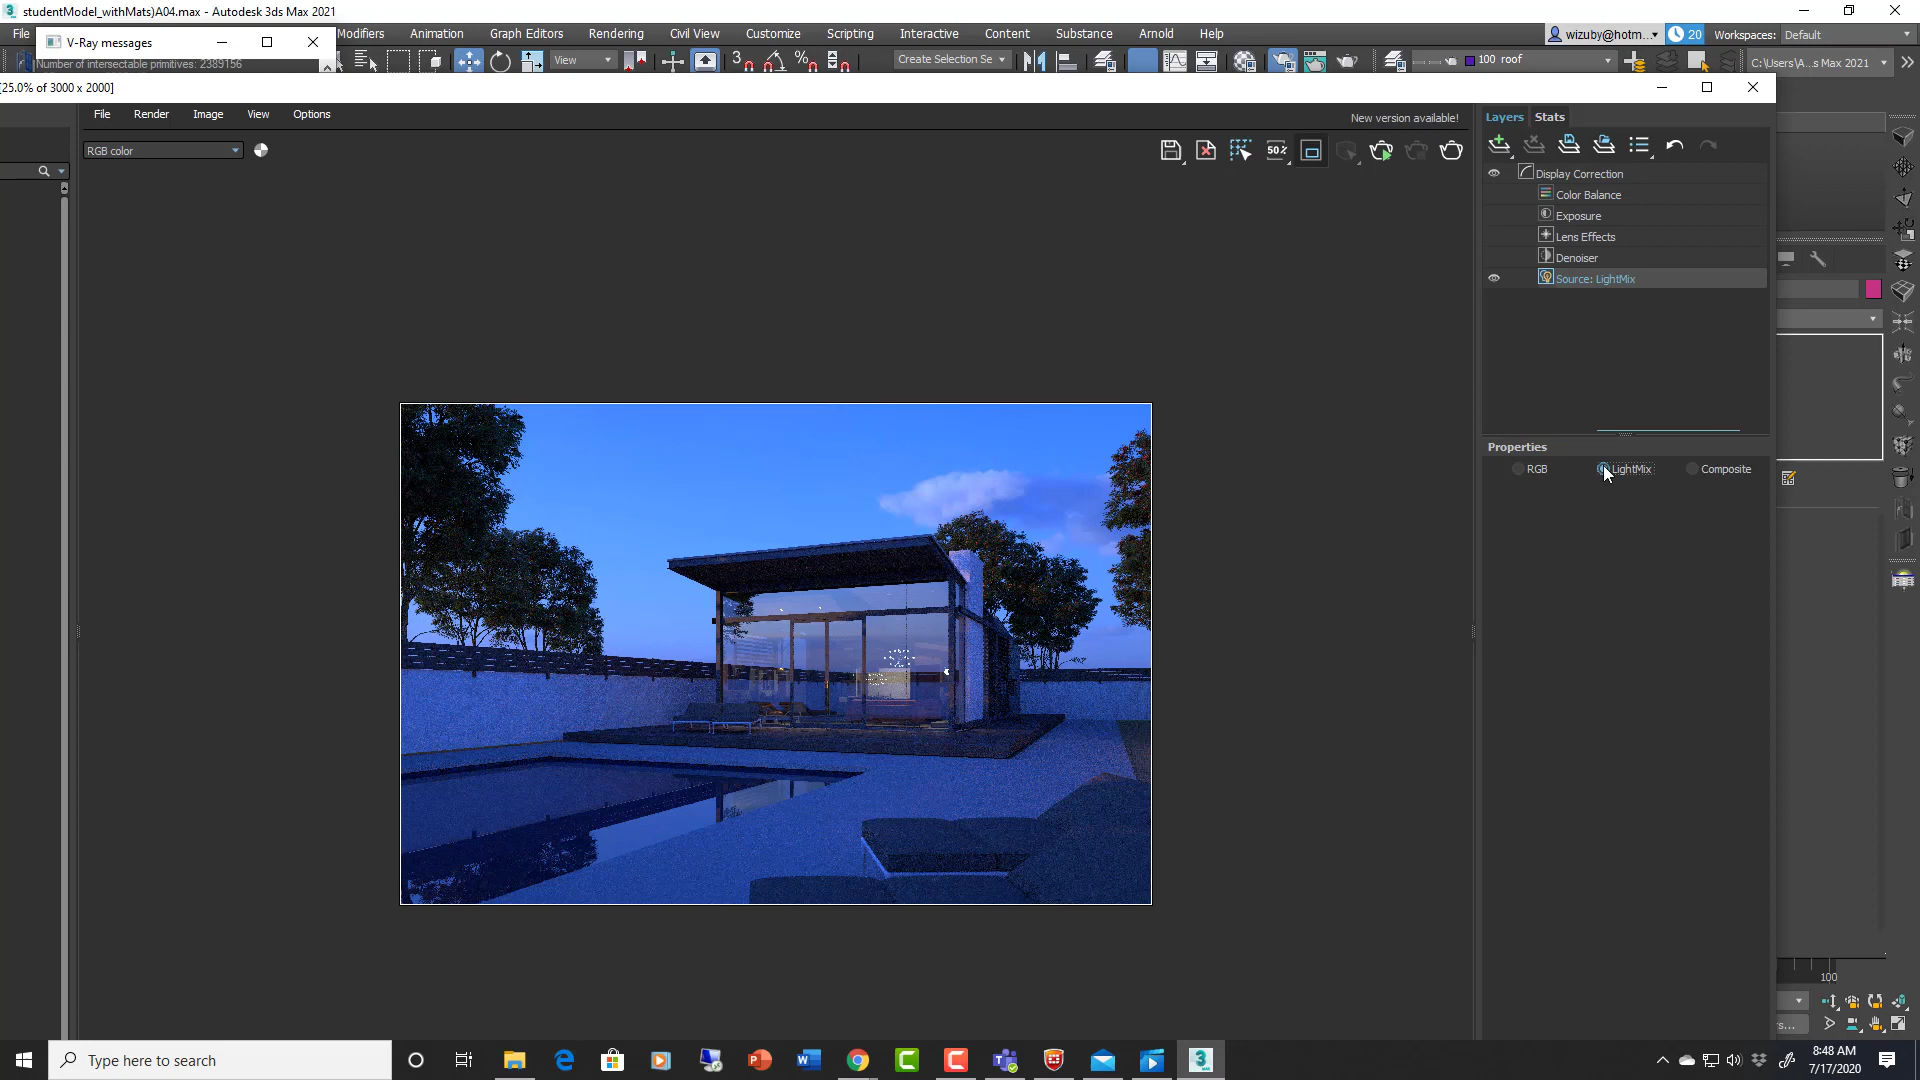 studentModel_withMats)A04.max - Autodesk 3ds Max 2021
File
V-Ray messages
Modifiers
Animation
Graph Editors
Rendering
Civil View
Customize
Scripting
Interactive
Content
Substance
Arnold
Help
wizuby@hotm...
20
Workspaces:
Default
Number of intersectable primitives: 2389156
View
Create Selection Se
100 roof
C:\Users\A...s Max 2021
[25.0% of 3000 x 2000]
File
Render
Image
View
Options
New version available!
Layers
Stats
RGB color
50%
Display Correction
Color Balance
Exposure
Lens Effects
Denoiser
Source: LightMix
Properties
RGB
LightMix
Composite
100
s...
Type here to search
8:48 AM
7/17/2020